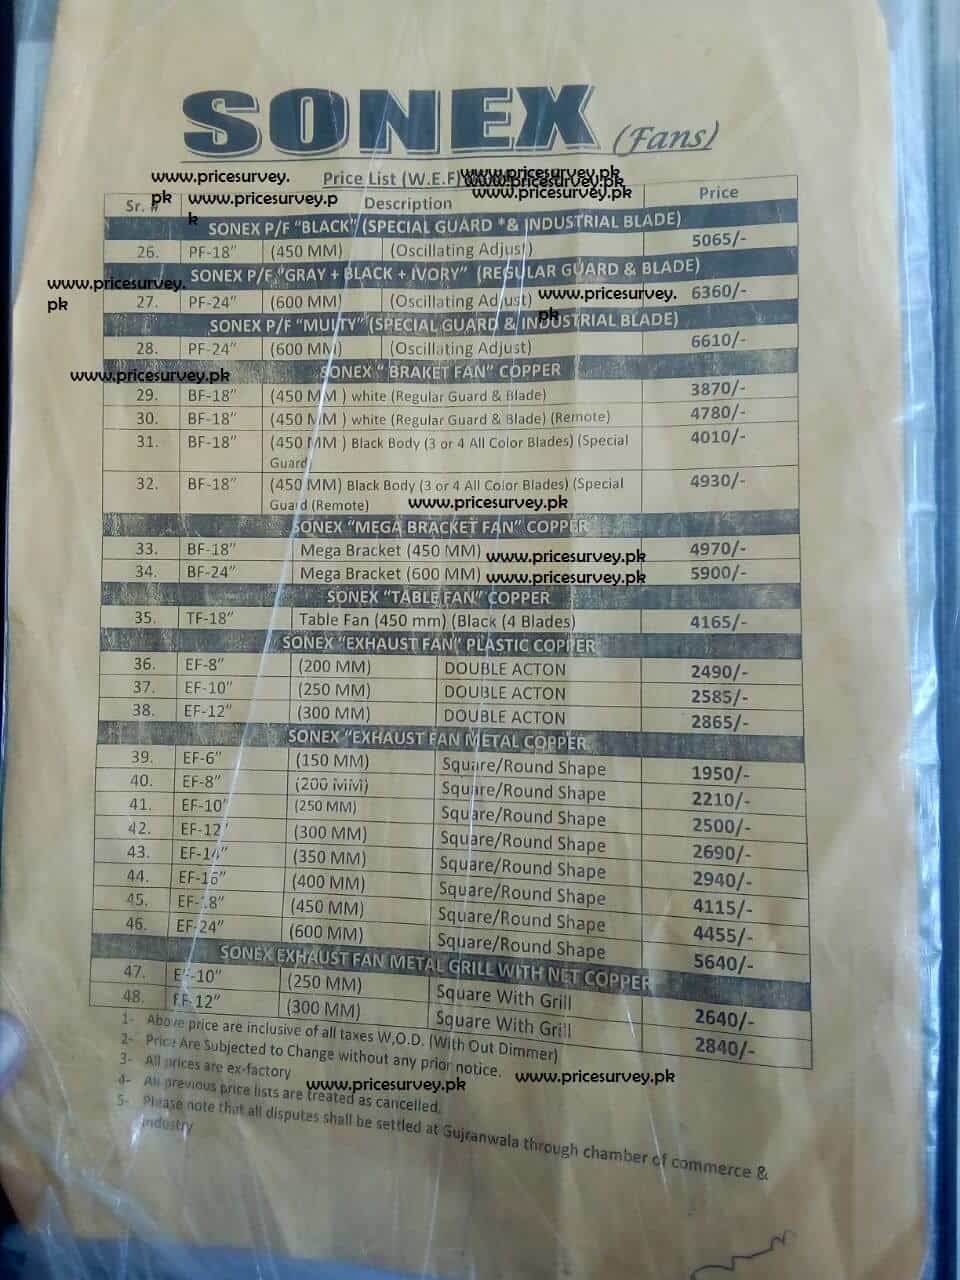 SONEX (Fans)
www.pricesurvey.pk
Price List (W.E.F)
www.pricesurvey.pk
www.pricesurvey.pk
www.pricesurvey.pk
Sr. # Description Price
www.pricesurvey.pk
SONEX P/F "BLACK" (SPECIAL GUARD *& INDUSTRIAL BLADE)
26. PF-18" (450 MM) (Oscillating Adjust) 5065/-
SONEX P/F "GRAY + BLACK + IVORY" (REGULAR GUARD & BLADE)
www.pricesurvey.pk
27. PF-24" (600 MM) (Oscillating Adjust) 6360/-
www.pricesurvey.pk
SONEX P/F "MULTY" (SPECIAL GUARD & INDUSTRIAL BLADE)
28. PF-24" (600 MM) (Oscillating Adjust) 6610/-
SONEX " BRAKET FAN" COPPER
www.pricesurvey.pk
29. BF-18" (450 MM ) white (Regular Guard & Blade) 3870/-
30. BF-18" (450 MM ) white (Regular Guard & Blade) (Remote) 4780/-
31. BF-18" (450 MM ) Black Body (3 or 4 All Color Blades) (Special 4010/-
Guard
32. BF-18" (450 MM) Black Body (3 or 4 All Color Blades) (Special 4930/-
Guard (Remote)
www.pricesurvey.pk
SONEX "MEGA BRACKET FAN" COPPER
33. BF-18" Mega Bracket (450 MM) 4970/-
www.pricesurvey.pk
34. BF-24" Mega Bracket (600 MM) 5900/-
www.pricesurvey.pk
SONEX "TABLE FAN" COPPER
35. TF-18" Table Fan (450 mm) (Black (4 Blades) 4165/-
SONEX "EXHAUST FAN" PLASTIC COPPER
36. EF-8" (200 MM) DOUBLE ACTON 2490/-
37. EF-10" (250 MM) DOUBLE ACTON 2585/-
38. EF-12" (300 MM) DOUBLE ACTON 2865/-
SONEX "EXHAUST FAN METAL COPPER
39. EF-6" (150 MM) Square/Round Shape 1950/-
40. EF-8" (200 MM) Square/Round Shape 2210/-
41. EF-10" (250 MM) Square/Round Shape 2500/-
42. EF-12" (300 MM) Square/Round Shape 2690/-
43. EF-14" (350 MM) Square/Round Shape 2940/-
44. EF-16" (400 MM) Square/Round Shape 4115/-
45. EF-18" (450 MM) Square/Round Shape 4455/-
46. EF-24" (600 MM) Square/Round Shape 5640/-
SONEX EXHAUST FAN METAL GRILL WITH NET COPPER
47. EF-10" (250 MM) Square With Grill 2640/-
48. EF-12" (300 MM) Square With Grill 2840/-
1- Above price are inclusive of all taxes W,O.D. (With Out Dimmer)
2- Price Are Subjected to Change without any prior notice.
3- All prices are ex-factory
www.pricesurvey.pk
www.pricesurvey.pk
4- All previous price lists are treated as cancelled.
5- Please note that all disputes shall be settled at Gujranwala through chamber of commerce &
industry